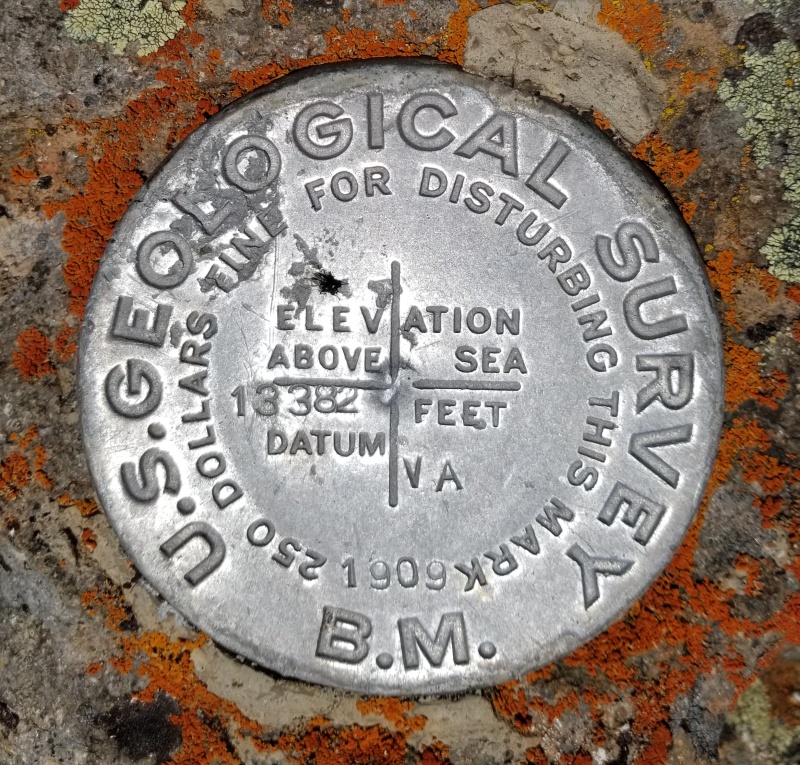 U.S. GEOLOGICAL SURVEY
B.M.
250 DOLLARS FINE FOR DISTURBING THIS MARK
ELEVATION
ABOVE SEA
13382 FEET
DATUM
VA
1909